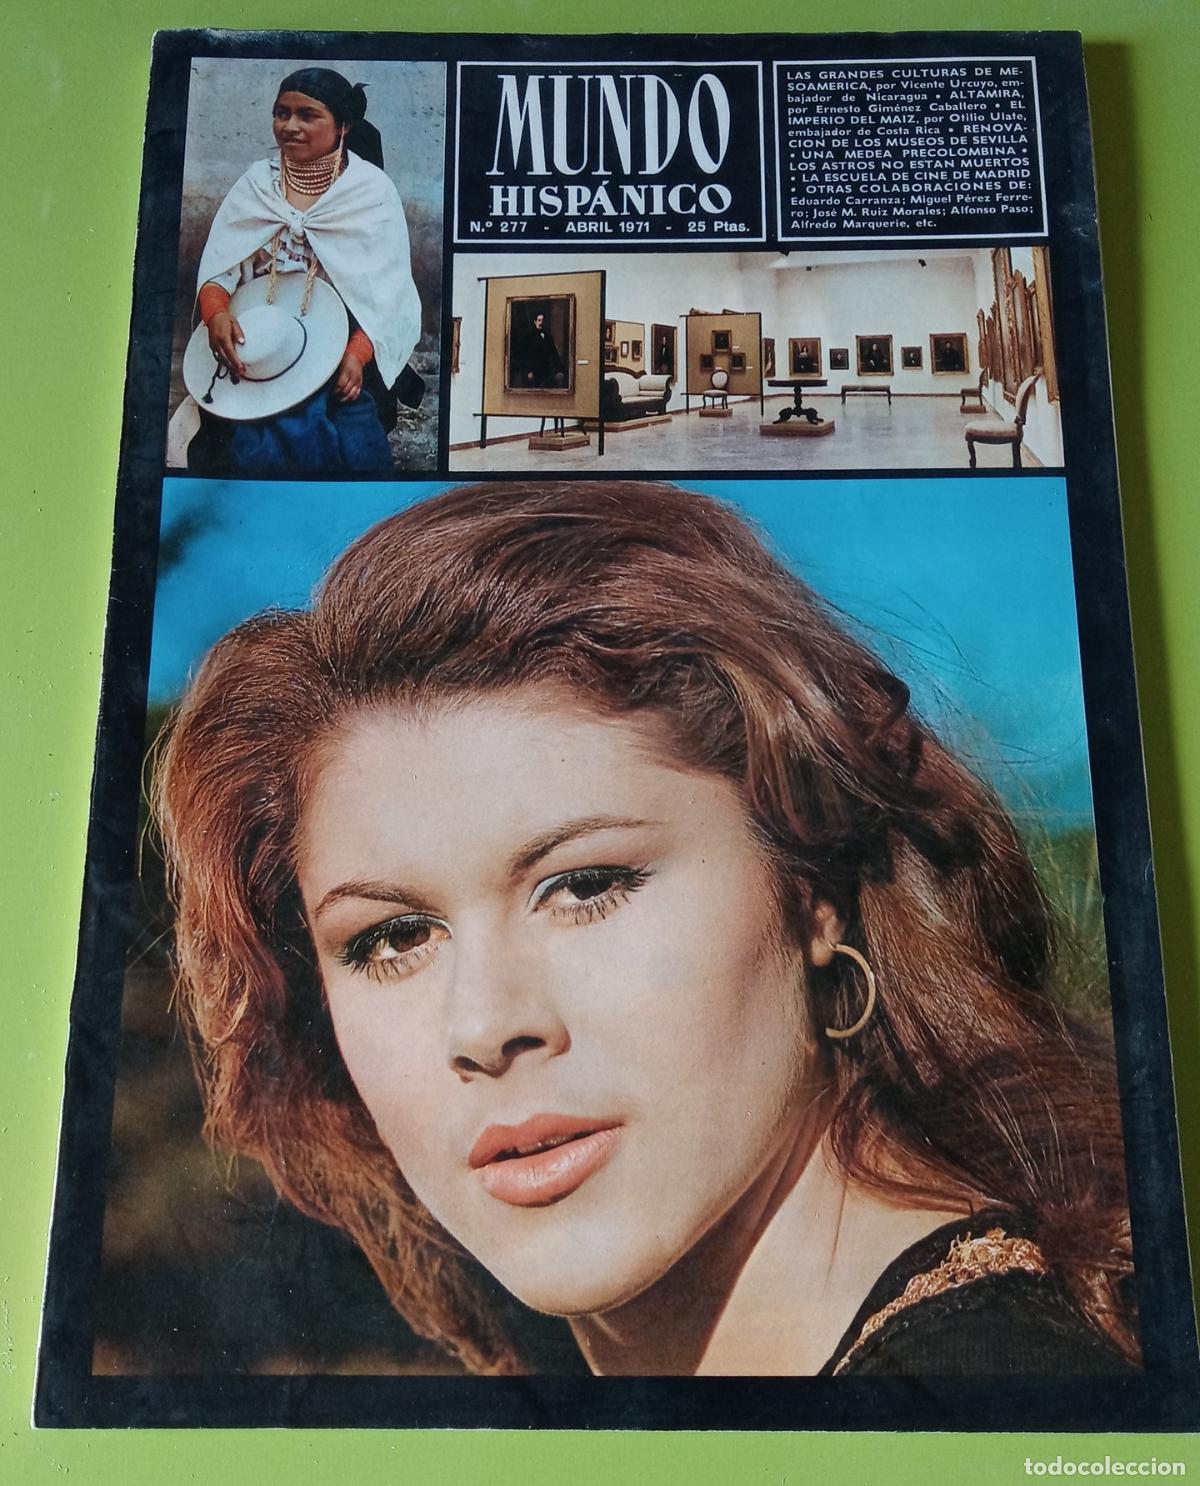 MUNDO
HISPÁNICO
N.º 277 - ABRIL 1971 - 25 Ptas.
LAS GRANDES CULTURAS DE ME-
SOAMERICA, por Vicente Urcuyo, em-
bajador de Nicaragua • ALTAMIRA,
por Ernesto Giménez Caballero • EL
IMPERIO DEL MAIZ, por Otilio Ulate,
embajador de Costa Rica • RENOVA-
CION DE LOS MUSEOS DE SEVILLA
• UNA MEDEA PRECOLOMBINA •
LOS ASTROS NO ESTAN MUERTOS
• LA ESCUELA DE CINE DE MADRID
• OTRAS COLABORACIONES DE:
Eduardo Carranza; Miguel Pérez Ferre-
ro; José M. Ruiz Morales; Alfonso Paso;
Alfredo Marquerie, etc.
todocoleccion